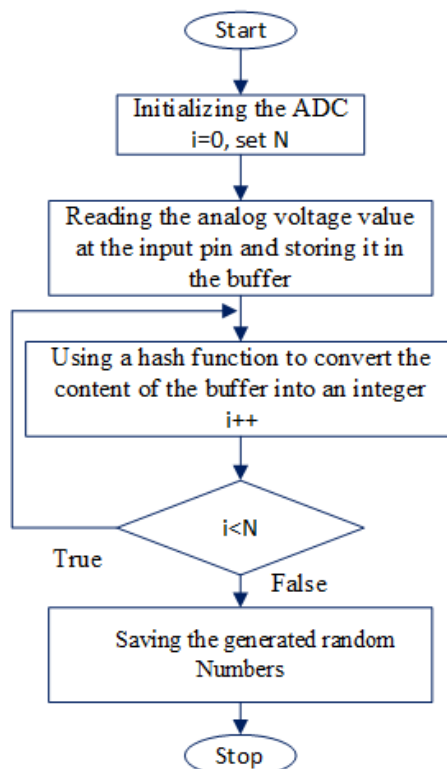 Start
Initializing the ADC
i=0, set N
Reading the analog voltage value
at the input pin and storing it in
the buffer
Using a hash function to convert the
content of the buffer into an integer
i++
i<N
True
False
Saving the generated random
Numbers
Stop